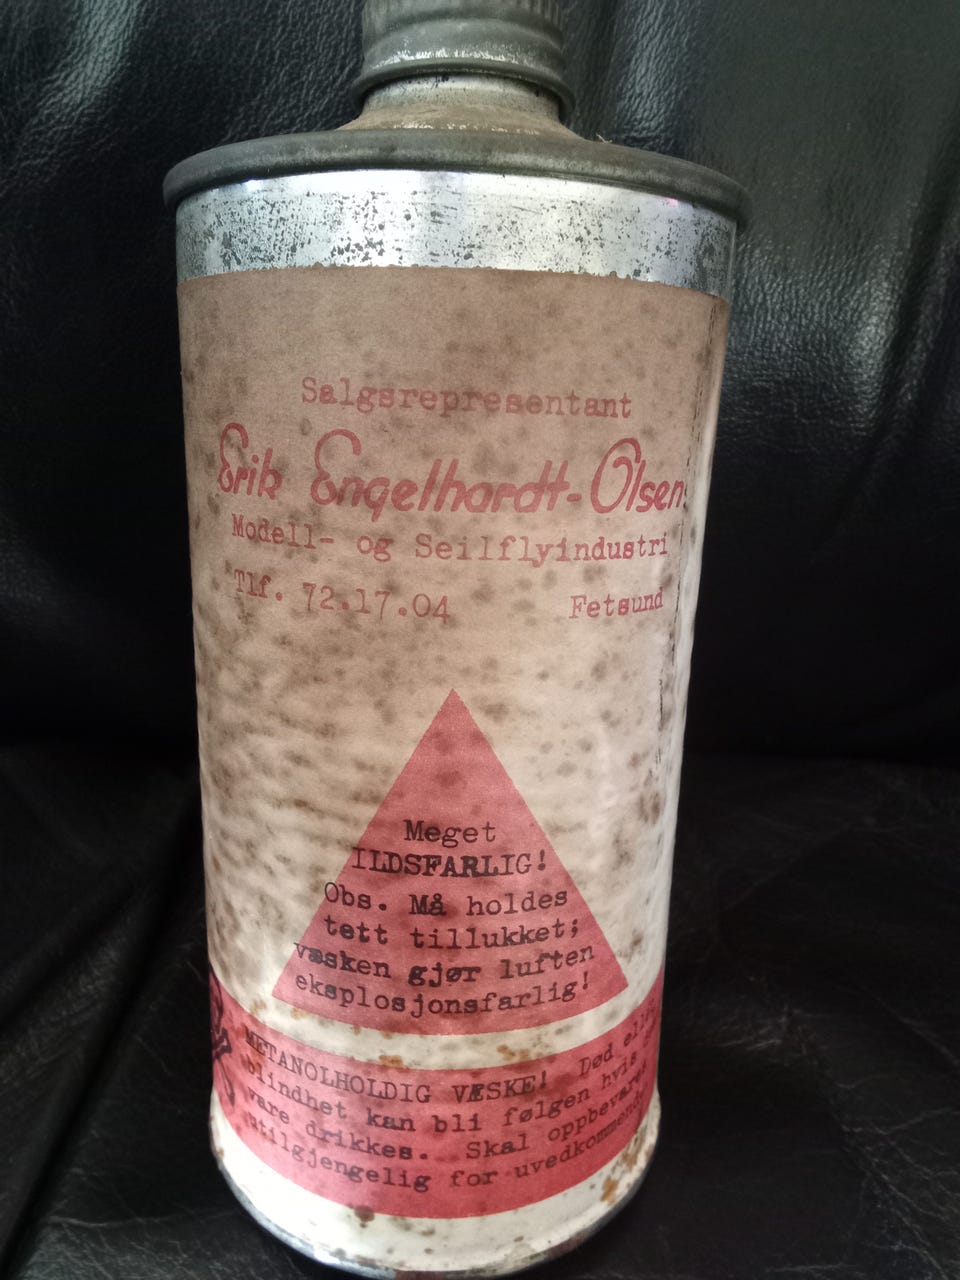 Salgsrepresentant
Erik Engelhardt-Olsens
Modell- og Seilflyindustri
Tlf. 72.17.04 Fetsund
Meget
ILDSFARLIG!
Obs. Må holdes
tett tillukket;
væsken gjør luften
eksplosjonsfarlig!
METANOLHOLDIG VÆSKE! Død
blindhet kan bli følgen hvis
vare drikkes. Skal oppbevares
utilgjengelig for uvedkommende